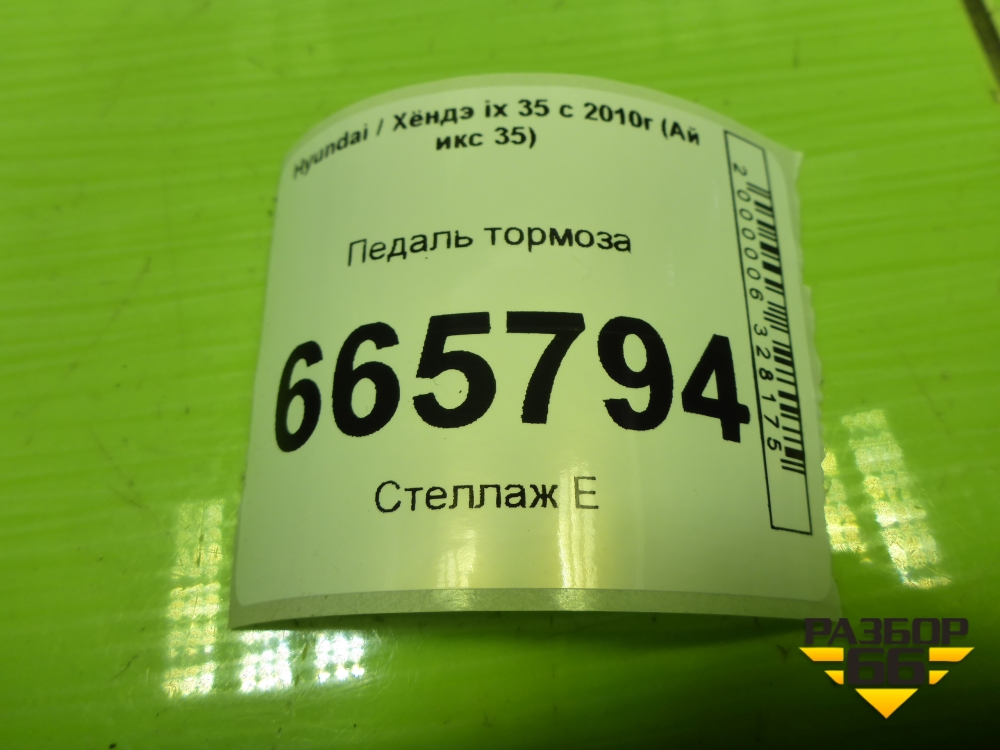 Hyundai / Хёндэ ix 35 с 2010г (Ай
икс 35)
Педаль тормоза
665794
Стеллаж Е
2000006328175
РАЗБОР
66